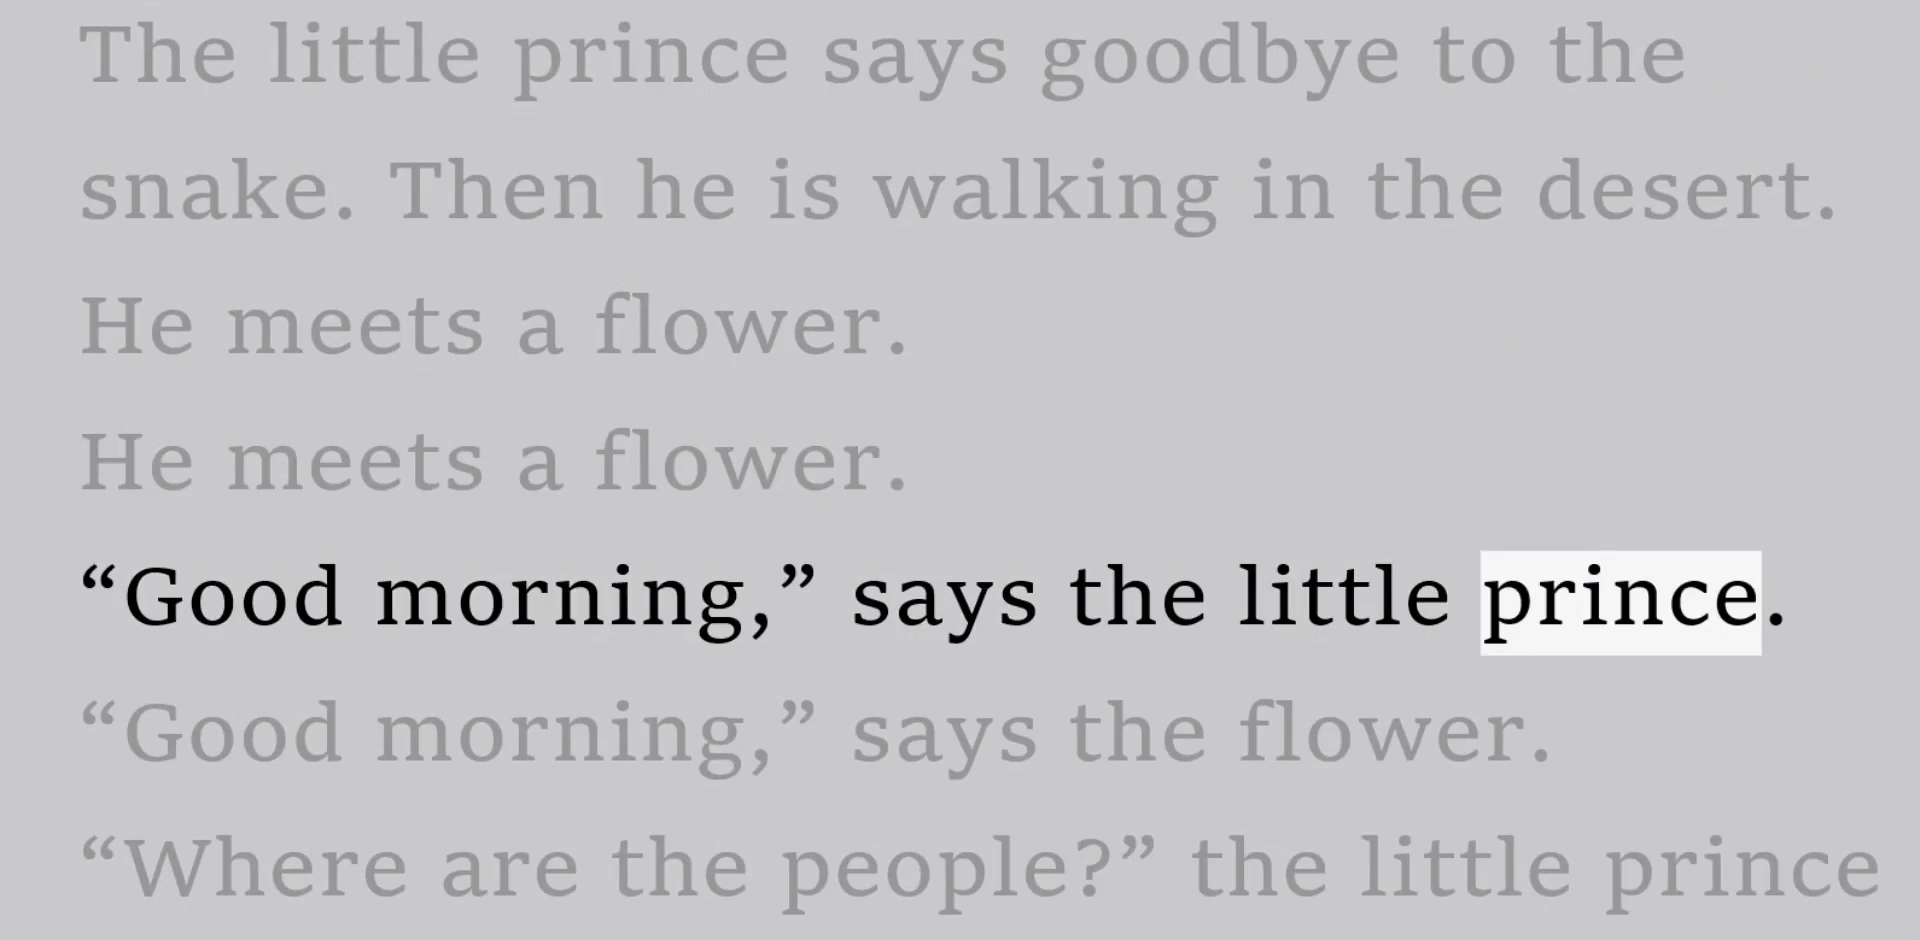 The little prince says goodbye to the
snake. Then he is walking in the desert.
He meets a flower.
He meets a flower.
“Good morning,” says the little prince.
“Good morning,” says the flower.
“Where are the people?” the little prince